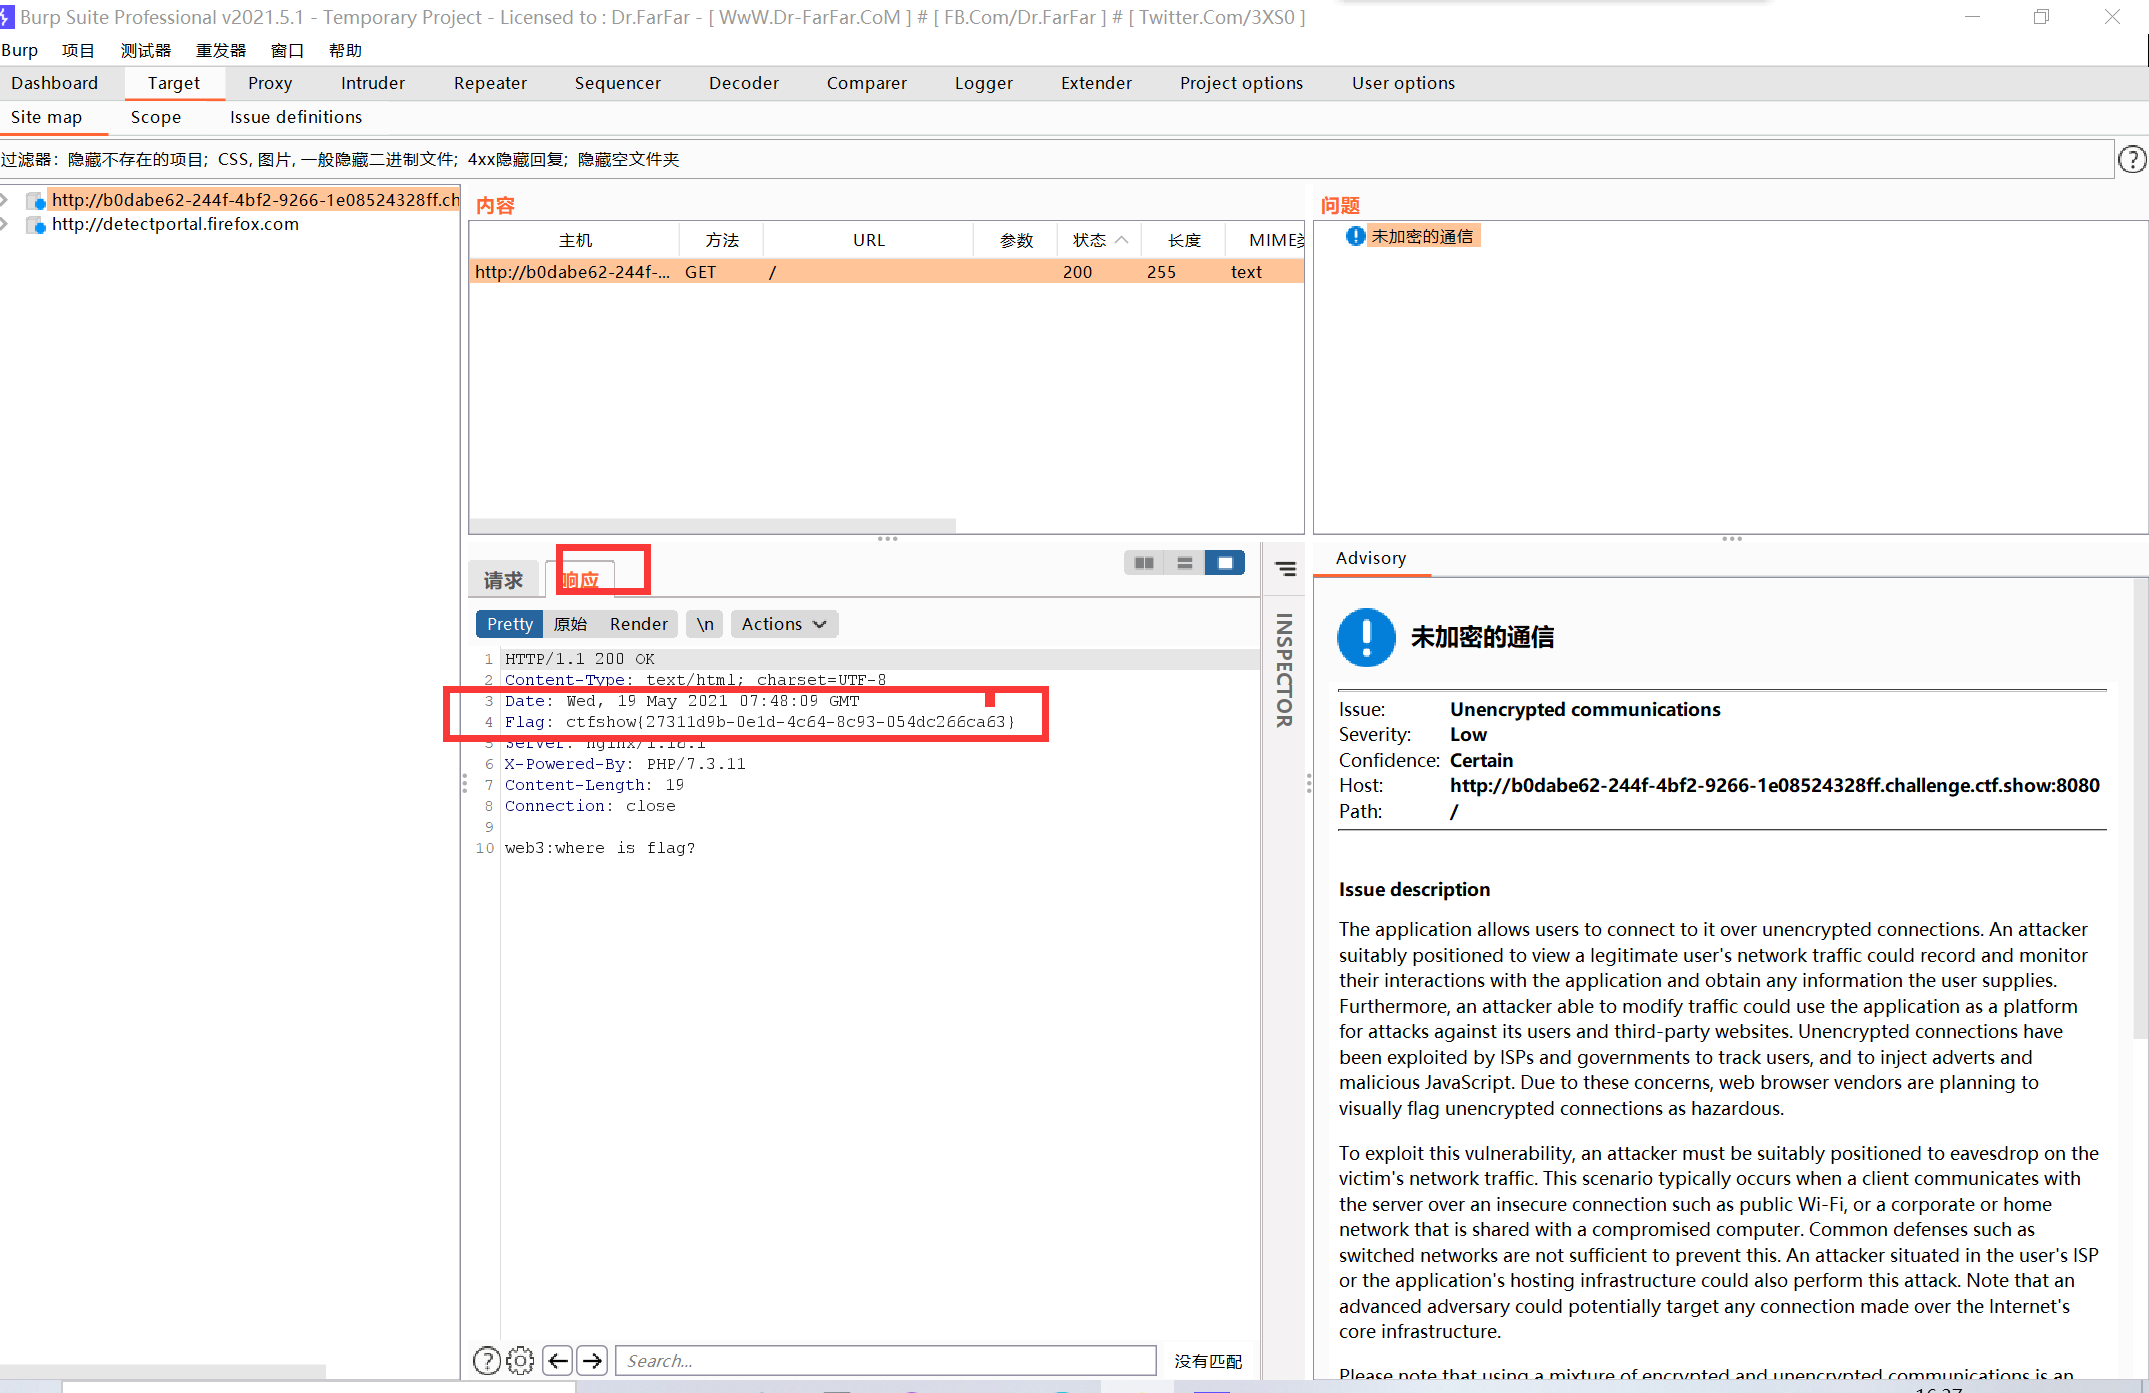 Burp Suite Professional v2021.5.1 - Temporary Project - Licensed to : Dr.FarFar - [ WwW.Dr-FarFar.CoM ] # [ FB.Com/Dr.FarFar ] # [ Twitter.Com/3XS0 ]
Burp 项目 测试器 重发器 窗口 帮助
Dashboard Target Proxy Intruder Repeater Sequencer Decoder Comparer Logger Extender Project options User options
Site map Scope Issue definitions
过滤器：隐藏不存在的项目; CSS, 图片, 一般隐藏二进制文件; 4xx隐藏回复; 隐藏空文件夹
?
http://b0dabe62-244f-4bf2-9266-1e08524328ff.ch
http://detectportal.firefox.com
内容
主机 方法 URL 参数 状态 长度 MIME类
http://b0dabe62-244f-... GET / 200 255 text
问题
未加密的通信
请求 响应
Pretty 原始 Render \n Actions
1 HTTP/1.1 200 OK
2 Content-Type: text/html; charset=UTF-8
3 Date: Wed, 19 May 2021 07:48:09 GMT
4 Flag: ctfshow{27311d9b-0e1d-4c64-8c93-054dc266ca63}
5 Server: nginx/1.18.1
6 X-Powered-By: PHP/7.3.11
7 Content-Length: 19
8 Connection: close
9
10 web3:where is flag?
? Search... 没有匹配
INSPECTOR
Advisory
未加密的通信
Issue: Unencrypted communications
Severity: Low
Confidence: Certain
Host: http://b0dabe62-244f-4bf2-9266-1e08524328ff.challenge.ctf.show:8080
Path: /
Issue description
The application allows users to connect to it over unencrypted connections. An attacker
suitably positioned to view a legitimate user's network traffic could record and monitor
their interactions with the application and obtain any information the user supplies.
Furthermore, an attacker able to modify traffic could use the application as a platform
for attacks against its users and third-party websites. Unencrypted connections have
been exploited by ISPs and governments to track users, and to inject adverts and
malicious JavaScript. Due to these concerns, web browser vendors are planning to
visually flag unencrypted connections as hazardous.
To exploit this vulnerability, an attacker must be suitably positioned to eavesdrop on the
victim's network traffic. This scenario typically occurs when a client communicates with
the server over an insecure connection such as public Wi-Fi, or a corporate or home
network that is shared with a compromised computer. Common defenses such as
switched networks are not sufficient to prevent this. An attacker situated in the user's ISP
or the application's hosting infrastructure could also perform this attack. Note that an
advanced adversary could potentially target any connection made over the Internet's
core infrastructure.
Please note that using a mixture of encrypted and unencrypted communications is an